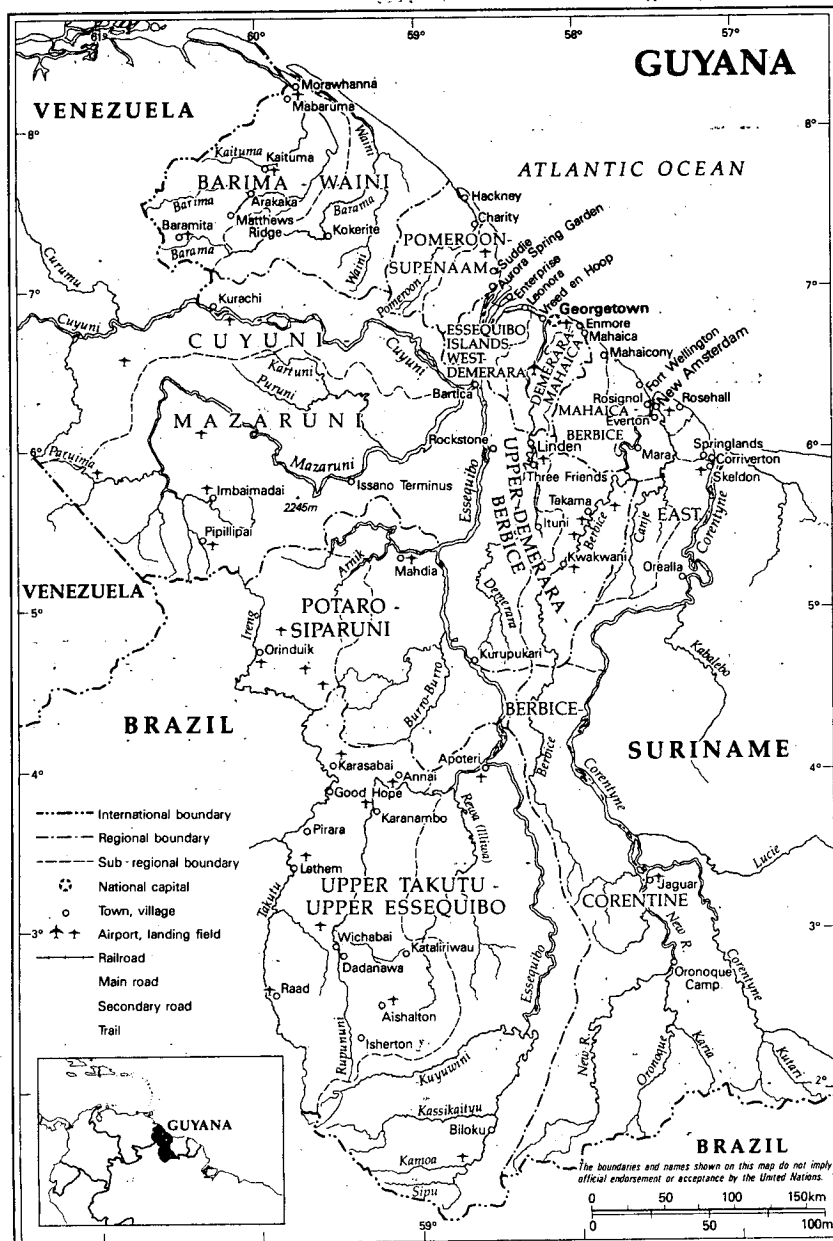 61° 60° 59° 58° 57°
GUYANA
VENEZUELA
Morawhanna
Mabaruma
8°
Kaituma
Waini
Kaituma
ATLANTIC OCEAN
BARIMA - WAINI
Hackney
Barima
Arakaka
Barama
Charity
Matthews
Ridge
Baramita
Kokerite
POMEROON-
SUPENAAM
Suddie
Aurora Spring Garden
Enterprise
Leonora
Vreed en Hoop
Barama
Waini
Curumu
Pomeroon
7°
Kurachi
Georgetown
Cuyuni
Enmore
Mahaica
CUYUNI
Cuyuni
ESSEQUIBO
ISLANDS-
WEST-
DEMERARA
DEMERARA-
MAHAICA
Mahaicony
Kartuni
Puruni
Fort Wellington
New Amsterdam
Bartica
Rosignol
Rosehall
MAZARUNI
MAHAICA-
BERBICE
Everton
Rockstone
Linden
Mara
Springlands
Corriverton
Skeldon
6°
Paruima
Mazaruni
Three Friends
Imbaimadai
Issano Terminus
2245m
Essequibo
UPPER-DEMERARA-
BERBICE
Takama
Ituni
Berbice
Canje
EAST
Corentyne
Pipillipai
Kwakwani
Arnik
Mahdia
Orealla
VENEZUELA
Demerara
5°
POTARO-
SIPARUNI
Ireng
Orinduik
Kurupukari
Kabalebo
Burro-Burro
BERBICE-
BRAZIL
SURINAME
Berbice
Karasabai
Apoteri
Annai
4°
Corentyne
Good Hope
Karanambo
Rewa (Illiwa)
International boundary
Regional boundary
Sub-regional boundary
National capital
Town, village
Airport, landing field
Railroad
Main road
Secondary road
Trail
Pirara
Lethem
Lucie
Takutu
UPPER TAKUTU-
UPPER ESSEQUIBO
Jaguar
CORENTINE
New R.
3°
Wichabai
Kataliriwau
Dadanawa
Essequibo
Oronoque
Camp.
Corentyne
Raad
Aishalton
Rupununi
Isherton
Kuyuwini
New R.
Oronoque
Karia
Kutari
2°
Kassikaityu
Biloku
GUYANA
Kamoa
Sipu
BRAZIL
The boundaries and names shown on this map do not imply
official endorsement or acceptance by the United Nations.
0 50 100 150km
0 50 100m
59°